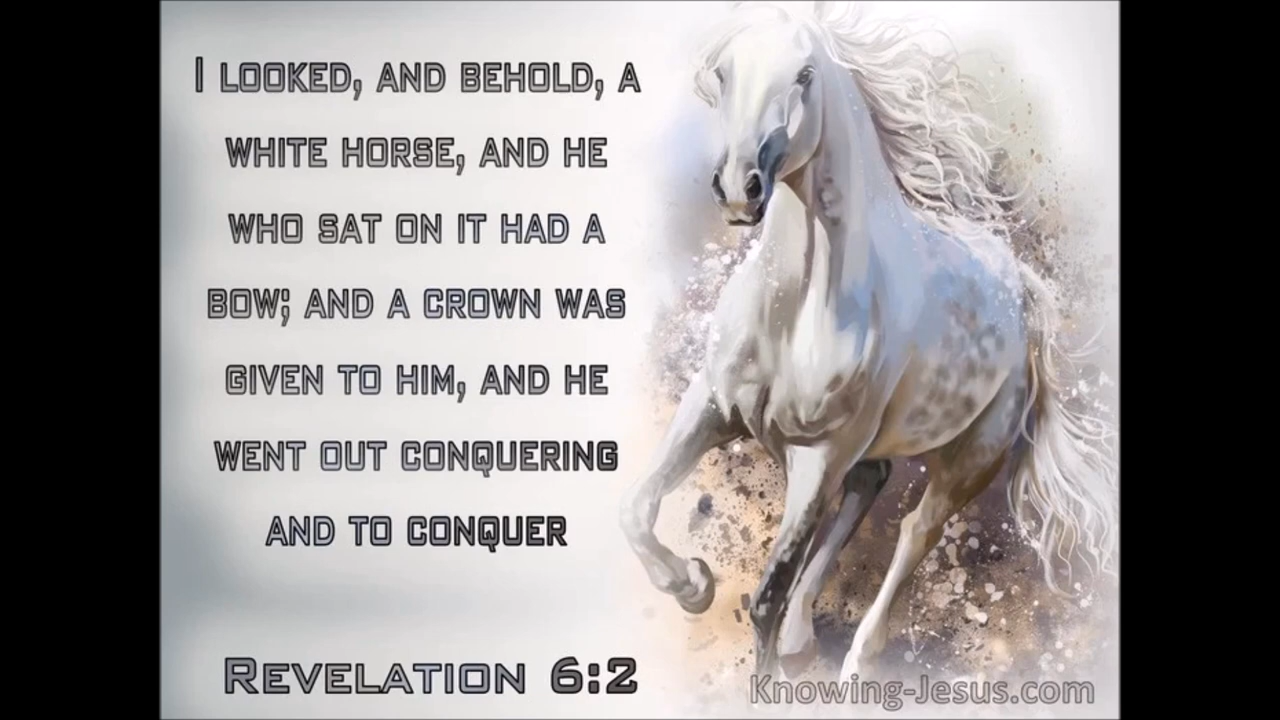 I LOOKED, AND BEHOLD, A
WHITE HORSE, AND HE
WHO SAT ON IT HAD A
BOW; AND A CROWN WAS
GIVEN TO HIM, AND HE
WENT OUT CONQUERING
AND TO CONQUER
REVELATION 6:2
Knowing-Jesus.com